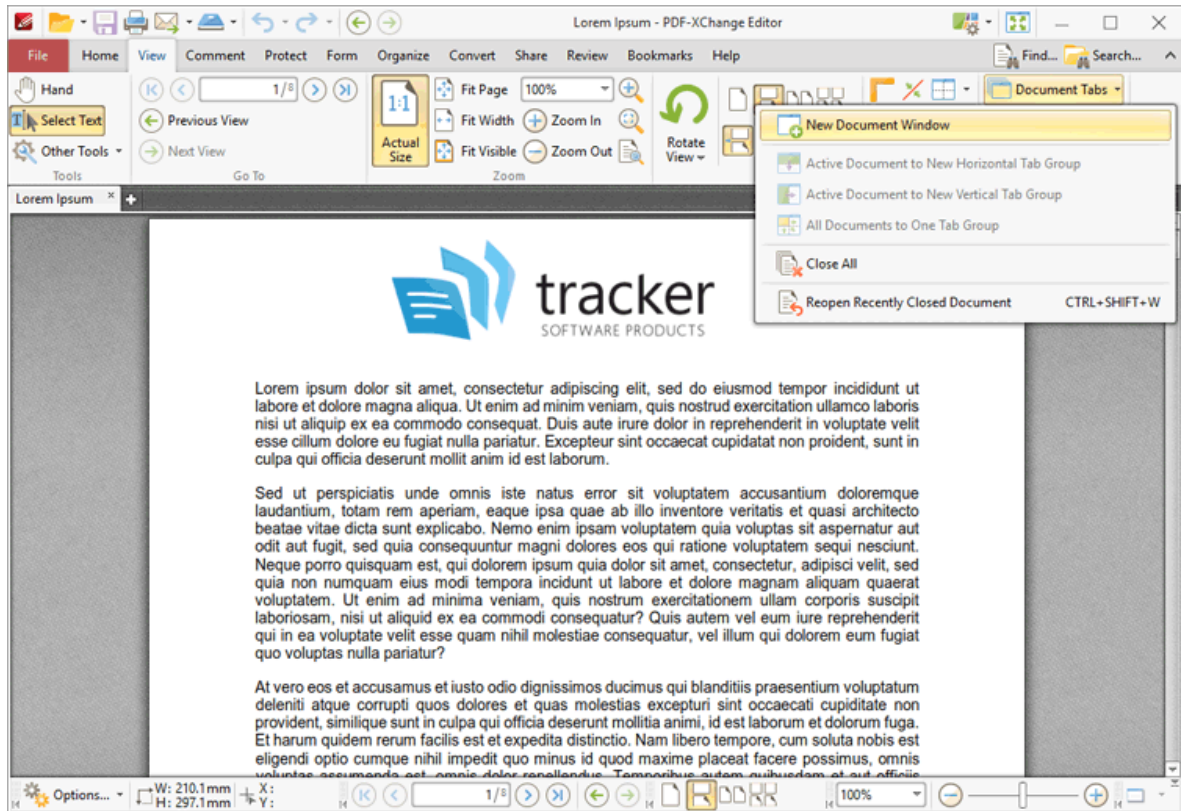 Lorem Ipsum - PDF-XChange Editor
File Home View Comment Protect Form Organize Convert Share Review Bookmarks Help Find... Search...
Hand
Select Text
Other Tools
Tools
1/8
Previous View
Next View
Go To
1:1
Actual
Size
Fit Page 100%
Fit Width Zoom In
Fit Visible Zoom Out
Zoom
Rotate
View
Document Tabs
New Document Window
Active Document to New Horizontal Tab Group
Active Document to New Vertical Tab Group
All Documents to One Tab Group
Close All
Reopen Recently Closed Document CTRL+SHIFT+W
Lorem Ipsum
tracker
SOFTWARE PRODUCTS
Lorem ipsum dolor sit amet, consectetur adipiscing elit, sed do eiusmod tempor incididunt ut
labore et dolore magna aliqua. Ut enim ad minim veniam, quis nostrud exercitation ullamco laboris
nisi ut aliquip ex ea commodo consequat. Duis aute irure dolor in reprehenderit in voluptate velit
esse cillum dolore eu fugiat nulla pariatur. Excepteur sint occaecat cupidatat non proident, sunt in
culpa qui officia deserunt mollit anim id est laborum.
Sed ut perspiciatis unde omnis iste natus error sit voluptatem accusantium doloremque
laudantium, totam rem aperiam, eaque ipsa quae ab illo inventore veritatis et quasi architecto
beatae vitae dicta sunt explicabo. Nemo enim ipsam voluptatem quia voluptas sit aspernatur aut
odit aut fugit, sed quia consequuntur magni dolores eos qui ratione voluptatem sequi nesciunt.
Neque porro quisquam est, qui dolorem ipsum quia dolor sit amet, consectetur, adipisci velit, sed
quia non numquam eius modi tempora incidunt ut labore et dolore magnam aliquam quaerat
voluptatem. Ut enim ad minima veniam, quis nostrum exercitationem ullam corporis suscipit
laboriosam, nisi ut aliquid ex ea commodi consequatur? Quis autem vel eum iure reprehenderit
qui in ea voluptate velit esse quam nihil molestiae consequatur, vel illum qui dolorem eum fugiat
quo voluptas nulla pariatur?
At vero eos et accusamus et iusto odio dignissimos ducimus qui blanditiis praesentium voluptatum
deleniti atque corrupti quos dolores et quas molestias excepturi sint occaecati cupiditate non
provident, similique sunt in culpa qui officia deserunt mollitia animi, id est laborum et dolorum fuga.
Et harum quidem rerum facilis est et expedita distinctio. Nam libero tempore, cum soluta nobis est
eligendi optio cumque nihil impedit quo minus id quod maxime placeat facere possimus, omnis
voluptas assumenda est, omnis dolor repellendus. Temporibus autem quibusdam et aut officiis
Options... W: 210.1mm X:
H: 297.1mm Y:
1/8 100%